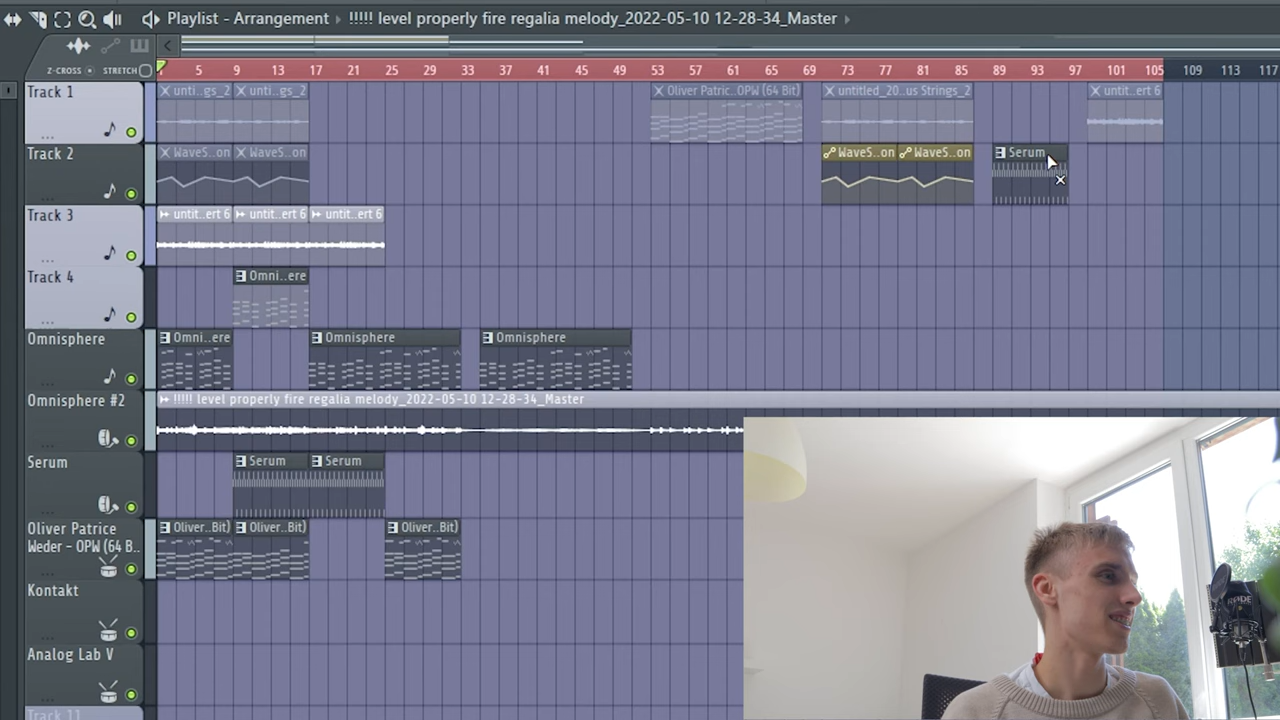 Playlist - Arrangement › !!!!! level properly fire regalia melody_2022-05-10 12-28-34_Master ›
Z-CROSS STRETCH
5 9 13 17 21 25 29 33 37 41 45 49 53 57 61 65 69 73 77 81 85 89 93 97 101 105 109 113 117
Track 1
unti..gs_2 unti..gs_2 Oliver Patric..OPW (64 Bit) untitled_20..us Strings_2 untit..ert 6
Track 2
WaveS..on WaveS..on WaveS..on WaveS..on Serum
Track 3
untit..ert 6 untit..ert 6 untit..ert 6
Track 4
Omni..ere
Omnisphere
Omni..ere Omnisphere Omnisphere
Omnisphere #2
!!!!! level properly fire regalia melody_2022-05-10 12-28-34_Master
Serum
Serum Serum
Oliver Patrice
Weder - OPW (64 B..
Oliver..Bit) Oliver..Bit) Oliver..Bit)
Kontakt
Analog Lab V
Track 11
RØDE